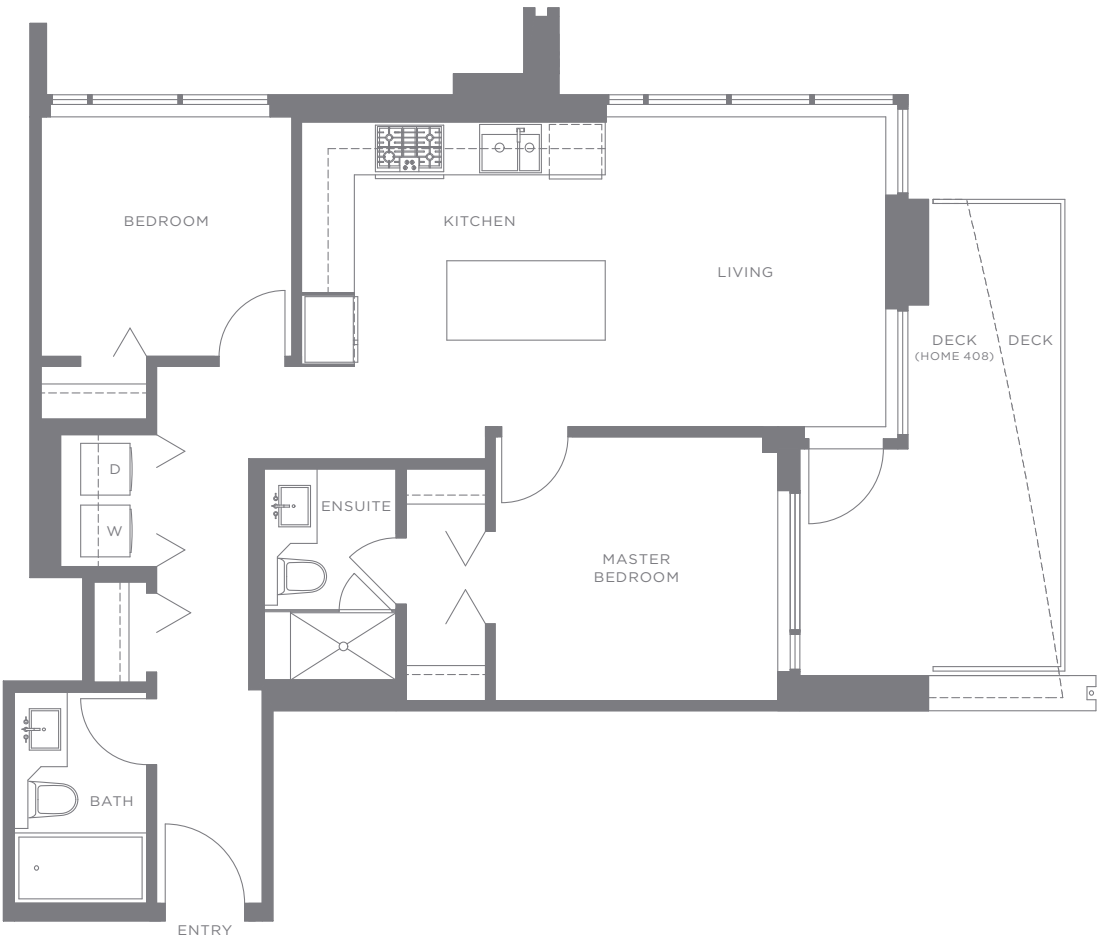 BEDROOM
KITCHEN
LIVING
DECK
(HOME 408)
DECK
D
W
ENSUITE
MASTER
BEDROOM
BATH
ENTRY